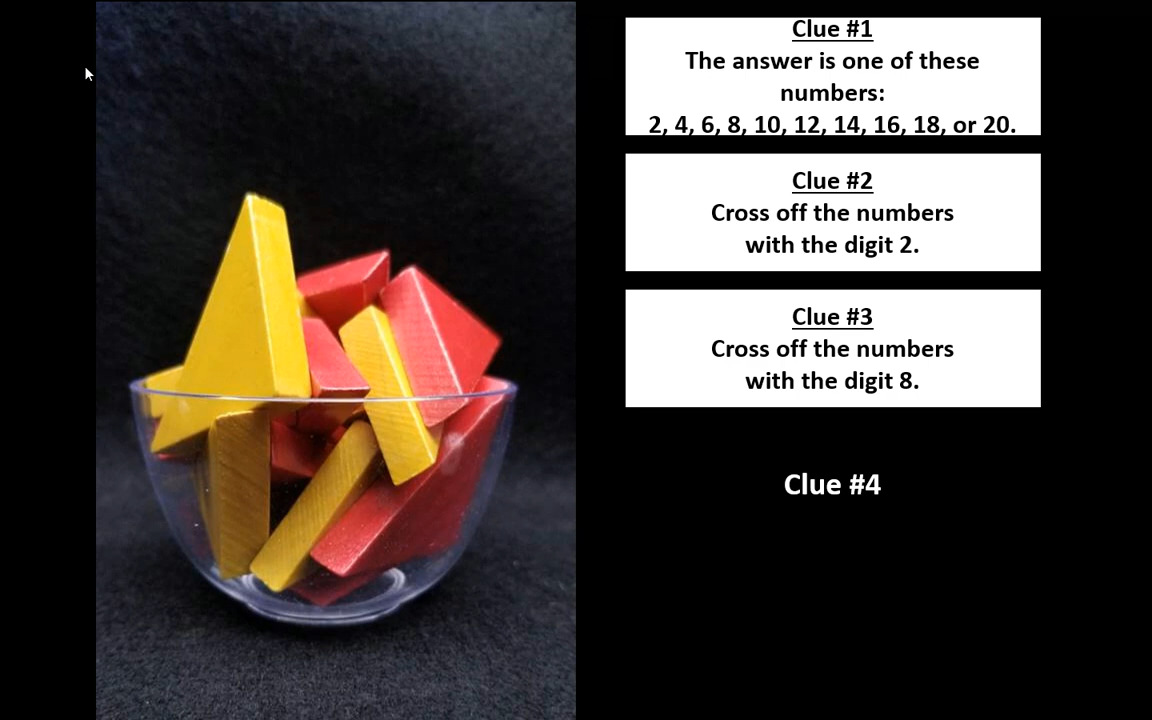 Clue #1
The answer is one of these
numbers:
2, 4, 6, 8, 10, 12, 14, 16, 18, or 20.
Clue #2
Cross off the numbers
with the digit 2.
Clue #3
Cross off the numbers
with the digit 8.
Clue #4